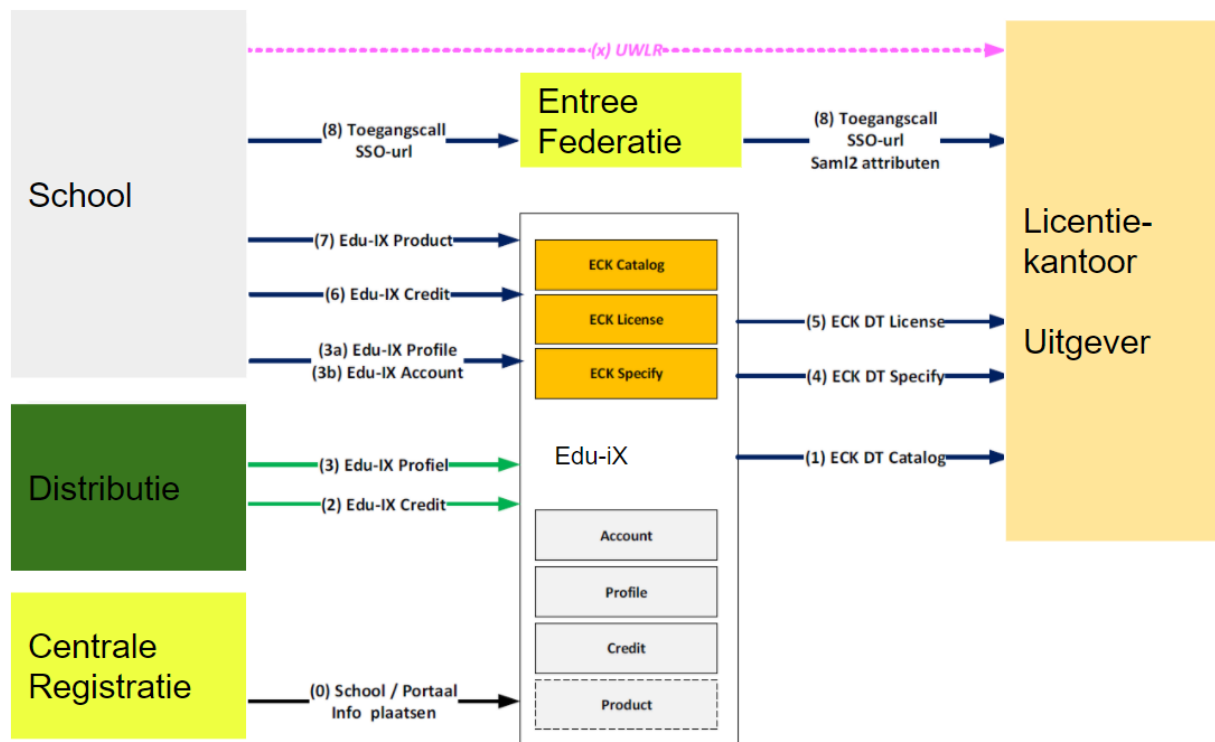 (x) UWLR
Entree
Federatie
(8) Toegangscall
SSO-url
(8) Toegangscall
SSO-url
Saml2 attributen
School
Licentie-
kantoor
Uitgever
(7) Edu-IX Product
(6) Edu-IX Credit
(3a) Edu-IX Profile
(3b) Edu-IX Account
ECK Catalog
ECK License
ECK Specify
(5) ECK DT License
(4) ECK DT Specify
(1) ECK DT Catalog
Distributie
(3) Edu-IX Profiel
(2) Edu-IX Credit
Edu-iX
Account
Profile
Credit
Product
Centrale
Registratie
(0) School / Portaal
Info plaatsen